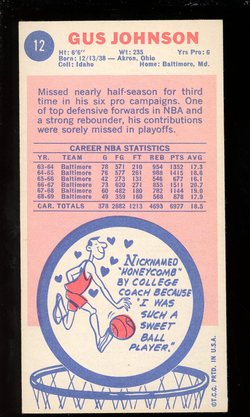 12
GUS JOHNSON
Ht: 6'6" Wt: 235 Yrs Pro: 6
Born: 12/13/38 — Akron, Ohio
Coll: Idaho Home: Baltimore, Md.
Missed nearly half-season for third
time in his six pro campaigns. One
of top defensive forwards in NBA and
a strong rebounder, his contributions
were sorely missed in playoffs.
CAREER NBA STATISTICS
YR. TEAM G FG FT REB PTS AVG
63-64 Baltimore 78 571 210 954 1352 17.3
64-65 Baltimore 76 577 261 988 1415 18.6
65-66 Baltimore 42 273 131 546 677 16.1
66-67 Baltimore 73 620 271 855 1511 20.7
67-68 Baltimore 60 482 180 782 1144 19.0
68-69 Baltimore 49 359 160 568 878 17.9
CAR. TOTALS 378 2882 1213 4693 6977 18.5
NICKNAMED
"HONEYCOMB"
BY COLLEGE
COACH BECAUSE
"I WAS
SUCH A
SWEET
BALL
PLAYER."
©T.C.G. PRTD. IN U.S.A.